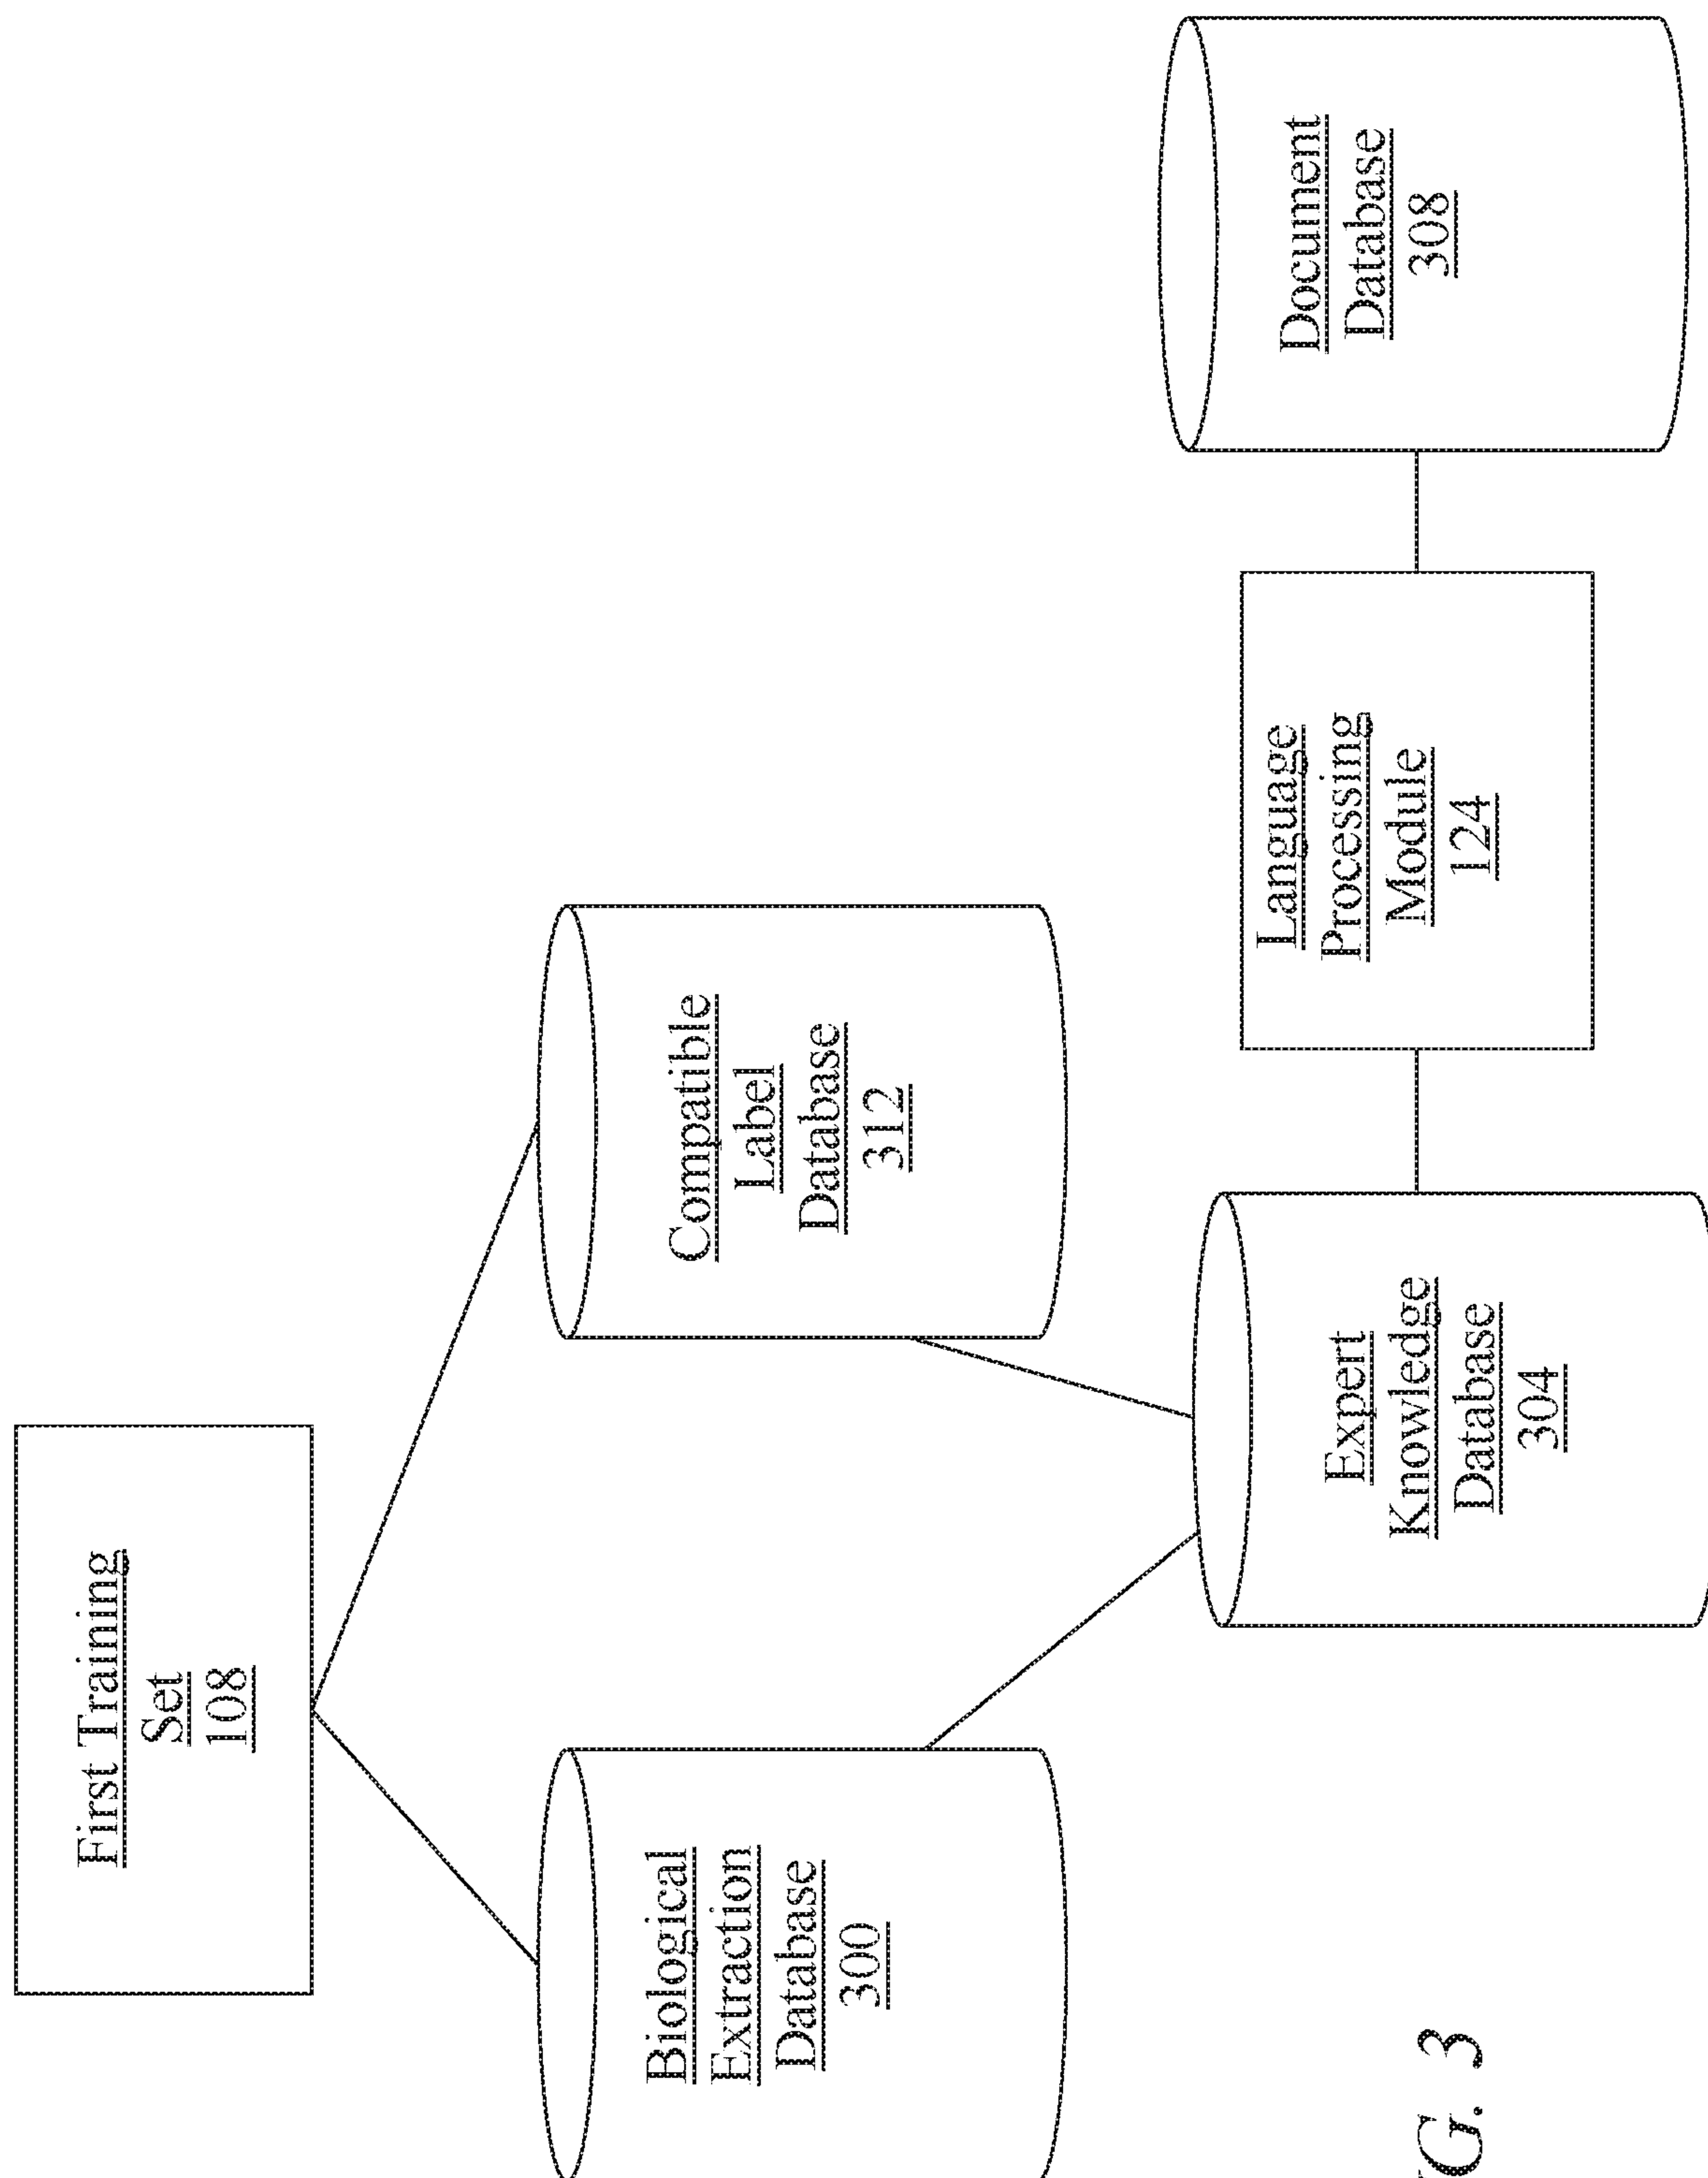 First Training
Set
108
Biological
Extraction
Database
300
Compatible
Label
Database
312
Expert
Knowledge
Database
304
Language
Processing
Module
124
Document
Database
308
G. 3